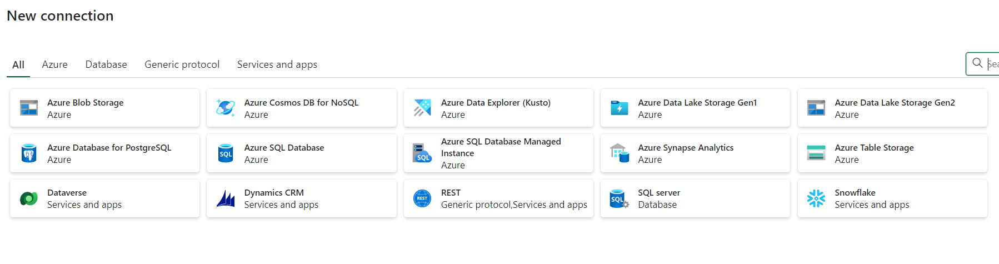 New connection
All Azure Database Generic protocol Services and apps
Azure Blob Storage
Azure
Azure Cosmos DB for NoSQL
Azure
Azure Data Explorer (Kusto)
Azure
Azure Data Lake Storage Gen1
Azure
Azure Data Lake Storage Gen2
Azure
Azure Database for PostgreSQL
Azure
SQL
Azure SQL Database
Azure
SQL
Azure SQL Database Managed
Instance
Azure
Azure Synapse Analytics
Azure
Azure Table Storage
Azure
Dataverse
Services and apps
Dynamics CRM
Services and apps
REST
REST
Generic protocol,Services and apps
SQL
SQL server
Database
Snowflake
Services and apps